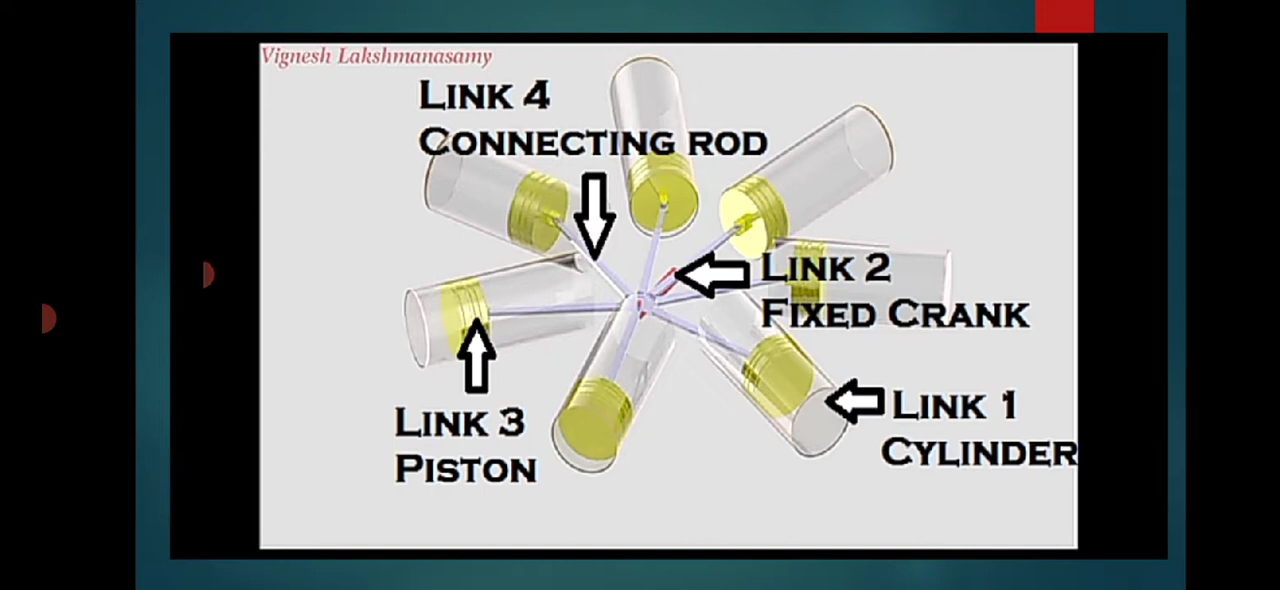 Vignesh Lakshmanasamy
Link 4
Connecting rod
Link 2
Fixed Crank
Link 1
Cylinder
Link 3
Piston